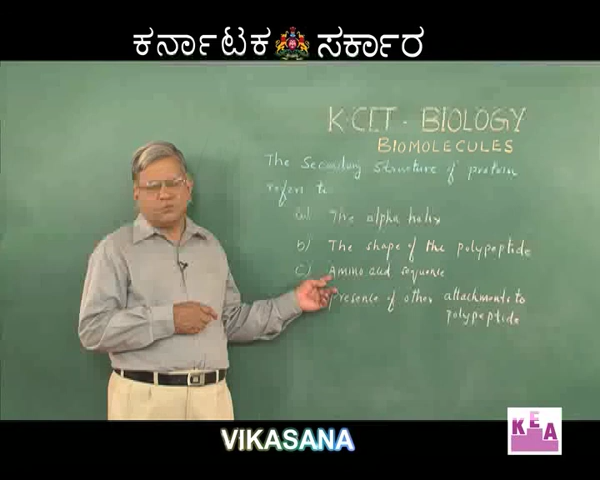 ಕರ್ನಾಟಕ ಸರ್ಕಾರ
K-CET - BIOLOGY
BIOMOLECULES
The Secondary Structure of protein
refers to
a) The alpha helix
b) The shape of the polypeptide
c) Amino acid sequence
Presence of other attachments to
polypeptide
VIKASANA
KEA